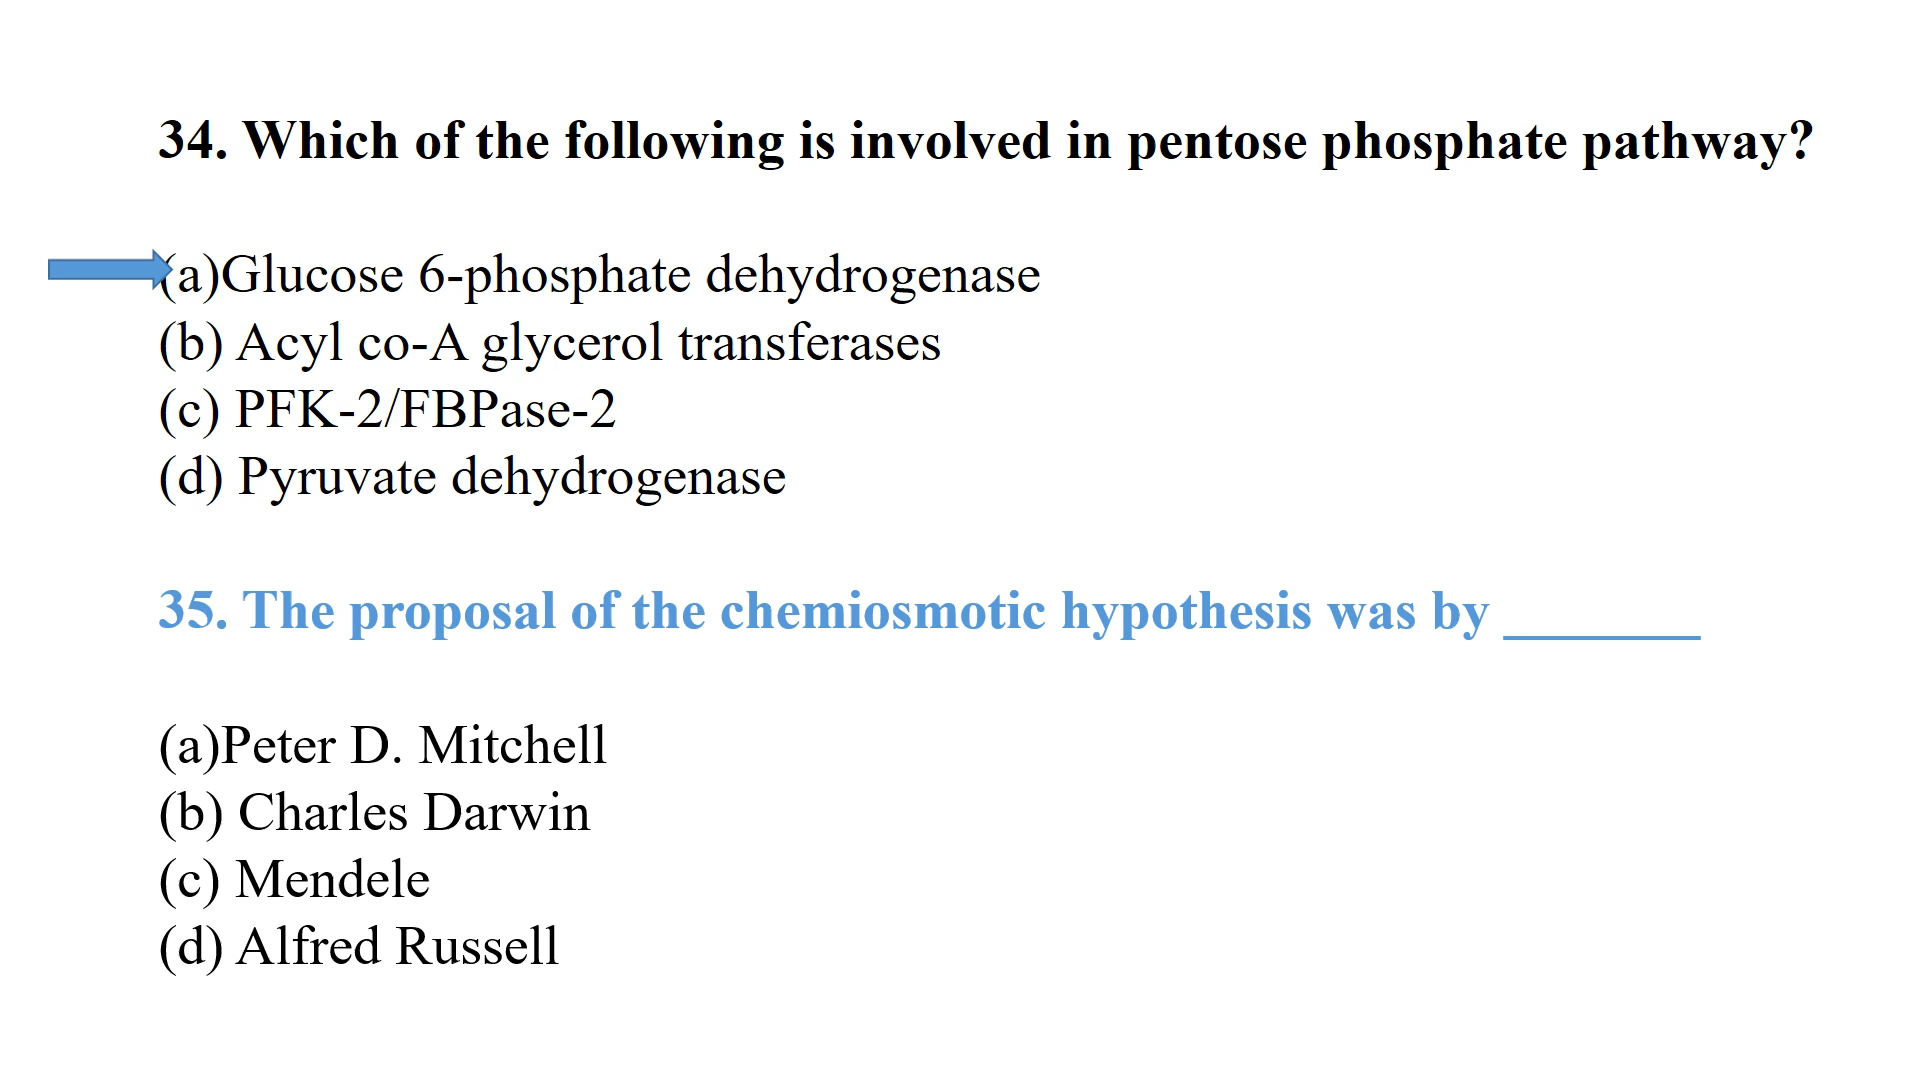 34. Which of the following is involved in pentose phosphate pathway?
(a)Glucose 6-phosphate dehydrogenase
(b) Acyl co-A glycerol transferases
(c) PFK-2/FBPase-2
(d) Pyruvate dehydrogenase
35. The proposal of the chemiosmotic hypothesis was by _______
(a)Peter D. Mitchell
(b) Charles Darwin
(c) Mendele
(d) Alfred Russell